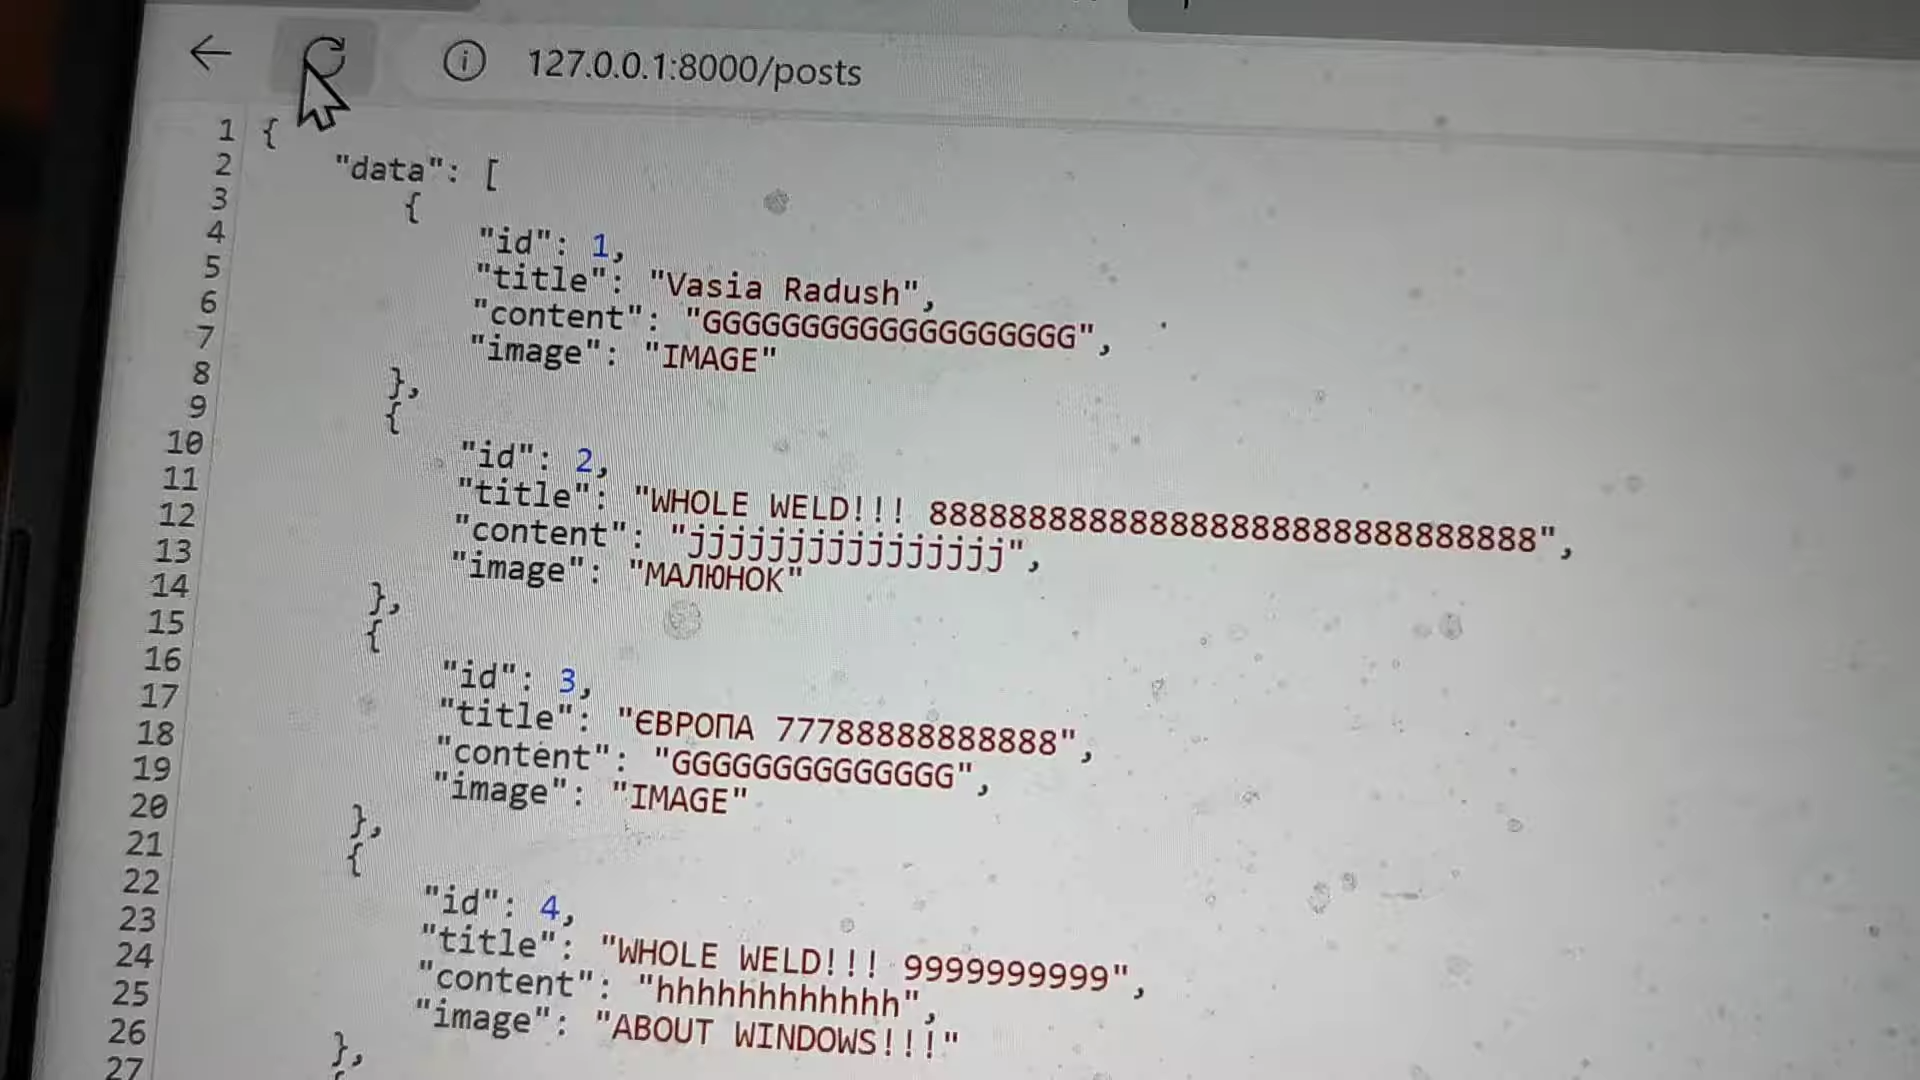 127.0.0.1:8000/posts
1 {
2 "data": [
3 {
4 "id": 1,
5 "title": "Vasia Radush",
6 "content": "GGGGGGGGGGGGGGGGGGG",
7 "image": "IMAGE"
8 },
9 {
10 "id": 2,
11 "title": "WHOLE WELD!!! 8888888888888888888888888888888",
12 "content": "jjjjjjjjjjjjjjjj",
13 "image": "МАЛЮНОК"
14 },
15 {
16 "id": 3,
17 "title": "ЄВРОПА 77788888888888",
18 "content": "GGGGGGGGGGGGGG",
19 "image": "IMAGE"
20 },
21 {
22 "id": 4,
23 "title": "WHOLE WELD!!! 9999999999",
24 "content": "hhhhhhhhhhhh",
25 "image": "ABOUT WINDOWS!!!"
26 },
27